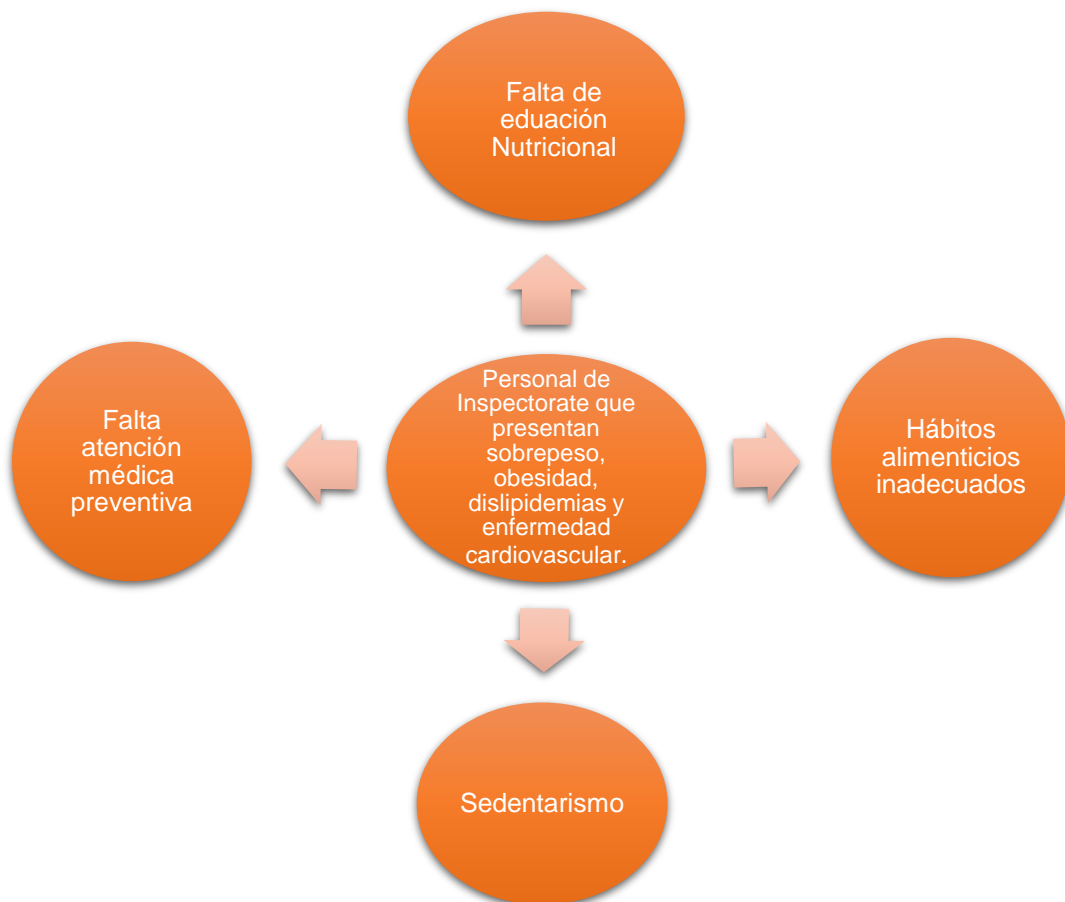 Falta de
eduación
Nutricional
Falta
atención
médica
preventiva
Personal de
Inspectorate que
presentan
sobrepeso,
obesidad,
dislipidemias y
enfermedad
cardiovascular.
Hábitos
alimenticios
inadecuados
Sedentarismo